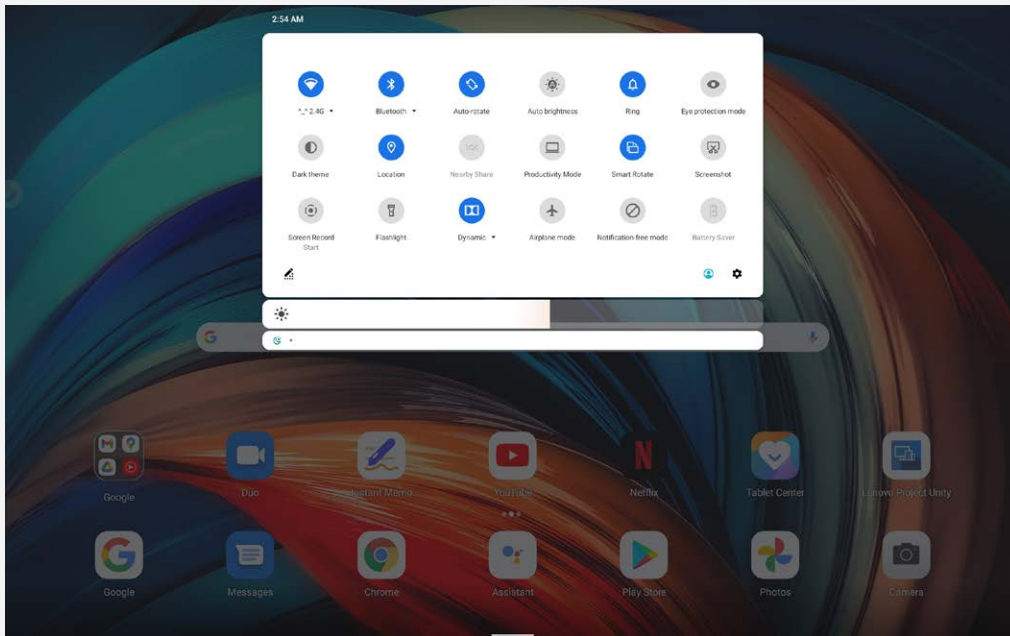 2:54 AM
^_^ 2.4G
Bluetooth
Auto-rotate
Auto brightness
Ring
Eye protection mode
Dark theme
Location
Nearby Share
Productivity Mode
Smart Rotate
Screenshot
Screen Record
Start
Flashlight
Dynamic
Airplane mode
Notification-free mode
Battery Saver
Google
Duo
Instant Memo
YouTube
Netflix
Tablet Center
Lenovo Project Unity
Google
Messages
Chrome
Assistant
Play Store
Photos
Camera